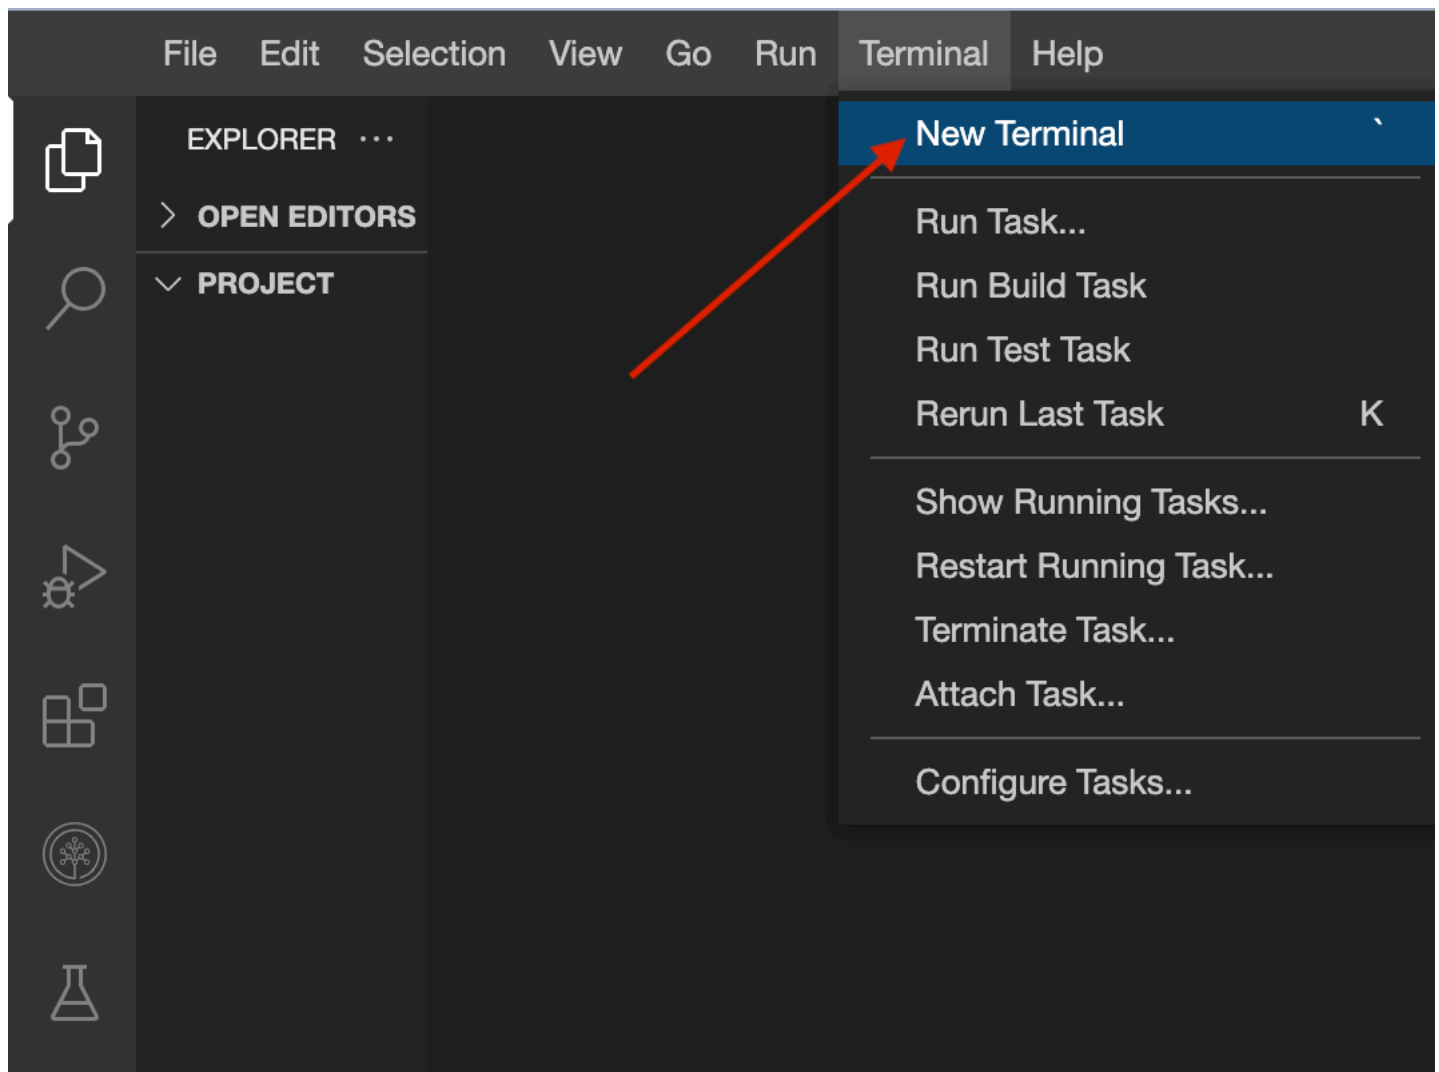 File Edit Selection View Go Run Terminal Help
EXPLORER ···
OPEN EDITORS
PROJECT
New Terminal `
Run Task...
Run Build Task
Run Test Task
Rerun Last Task K
Show Running Tasks...
Restart Running Task...
Terminate Task...
Attach Task...
Configure Tasks...